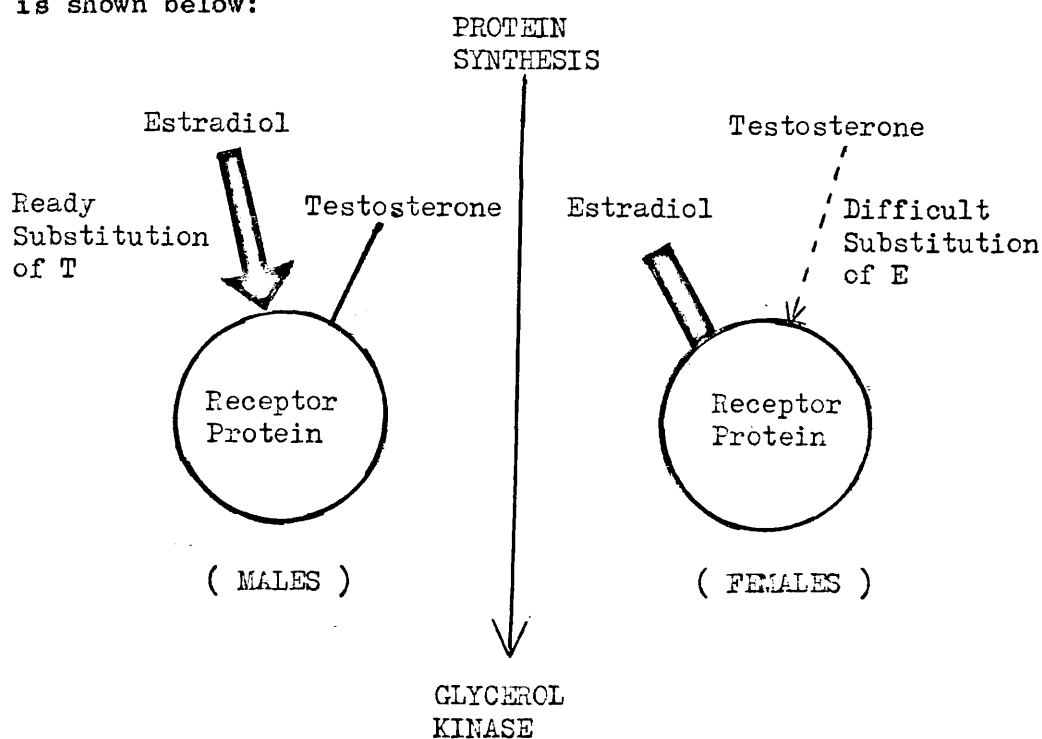 is shown below:
PROTEIN
SYNTHESIS
Estradiol
Testosterone
Ready
Substitution
of T
Testosterone
Estradiol
Difficult
Substitution
of E
Receptor
Protein
Receptor
Protein
( MALES )
( FEMALES )
GLYCEROL
KINASE